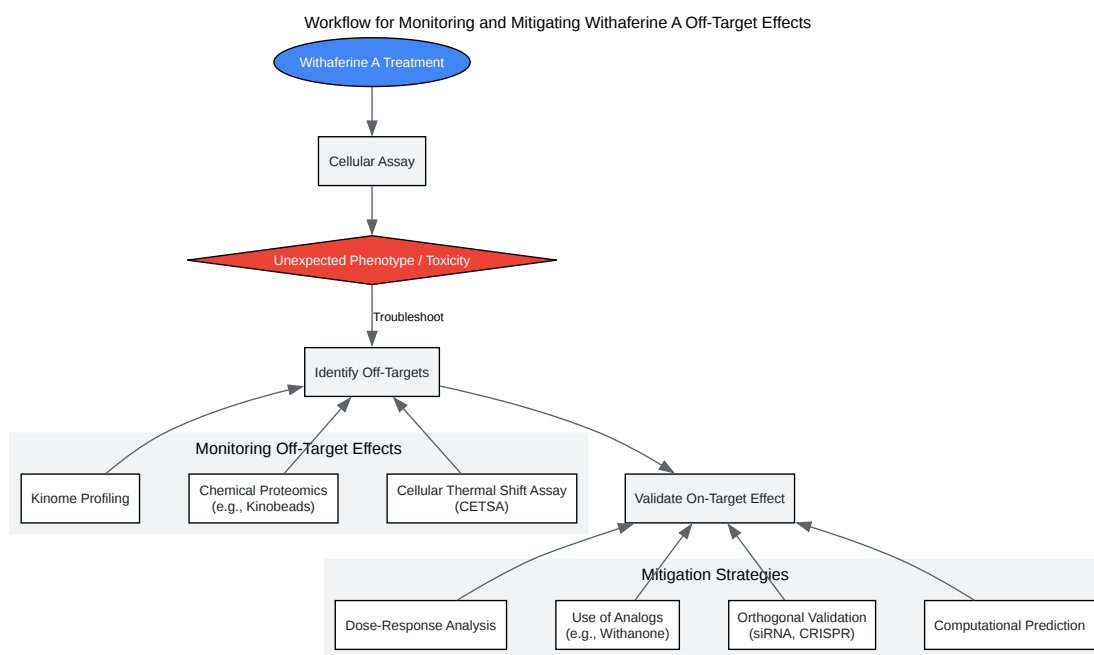 Workflow for Monitoring and Mitigating Withaferine A Off-Target Effects
Withaferine A Treatment
Cellular Assay
Unexpected Phenotype / Toxicity
Troubleshoot
Identify Off-Targets
Monitoring Off-Target Effects
Kinome Profiling
Chemical Proteomics
(e.g., Kinobeads)
Cellular Thermal Shift Assay
(CETSA)
Validate On-Target Effect
Mitigation Strategies
Dose-Response Analysis
Use of Analogs
(e.g., Withanone)
Orthogonal Validation
(siRNA, CRISPR)
Computational Prediction